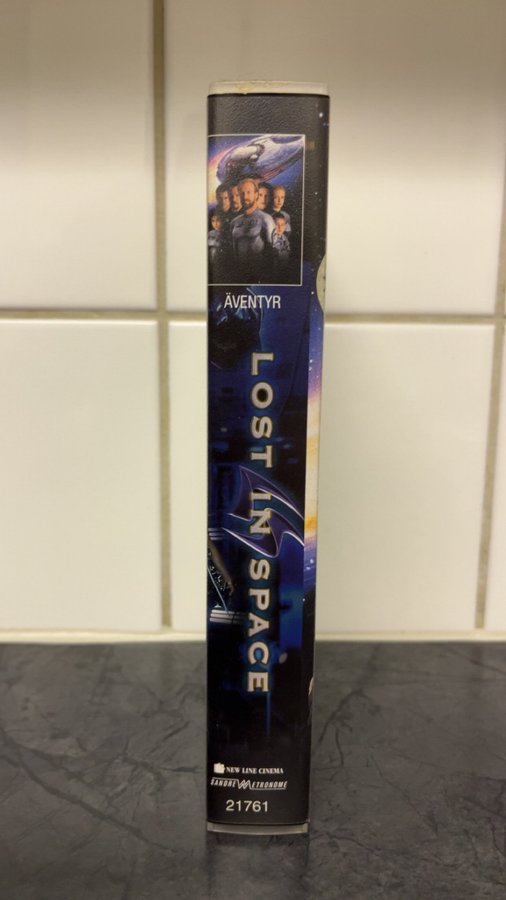 ÄVENTYR
LOST IN SPACE
NEW LINE CINEMA
SANDREW METRONOME
21761